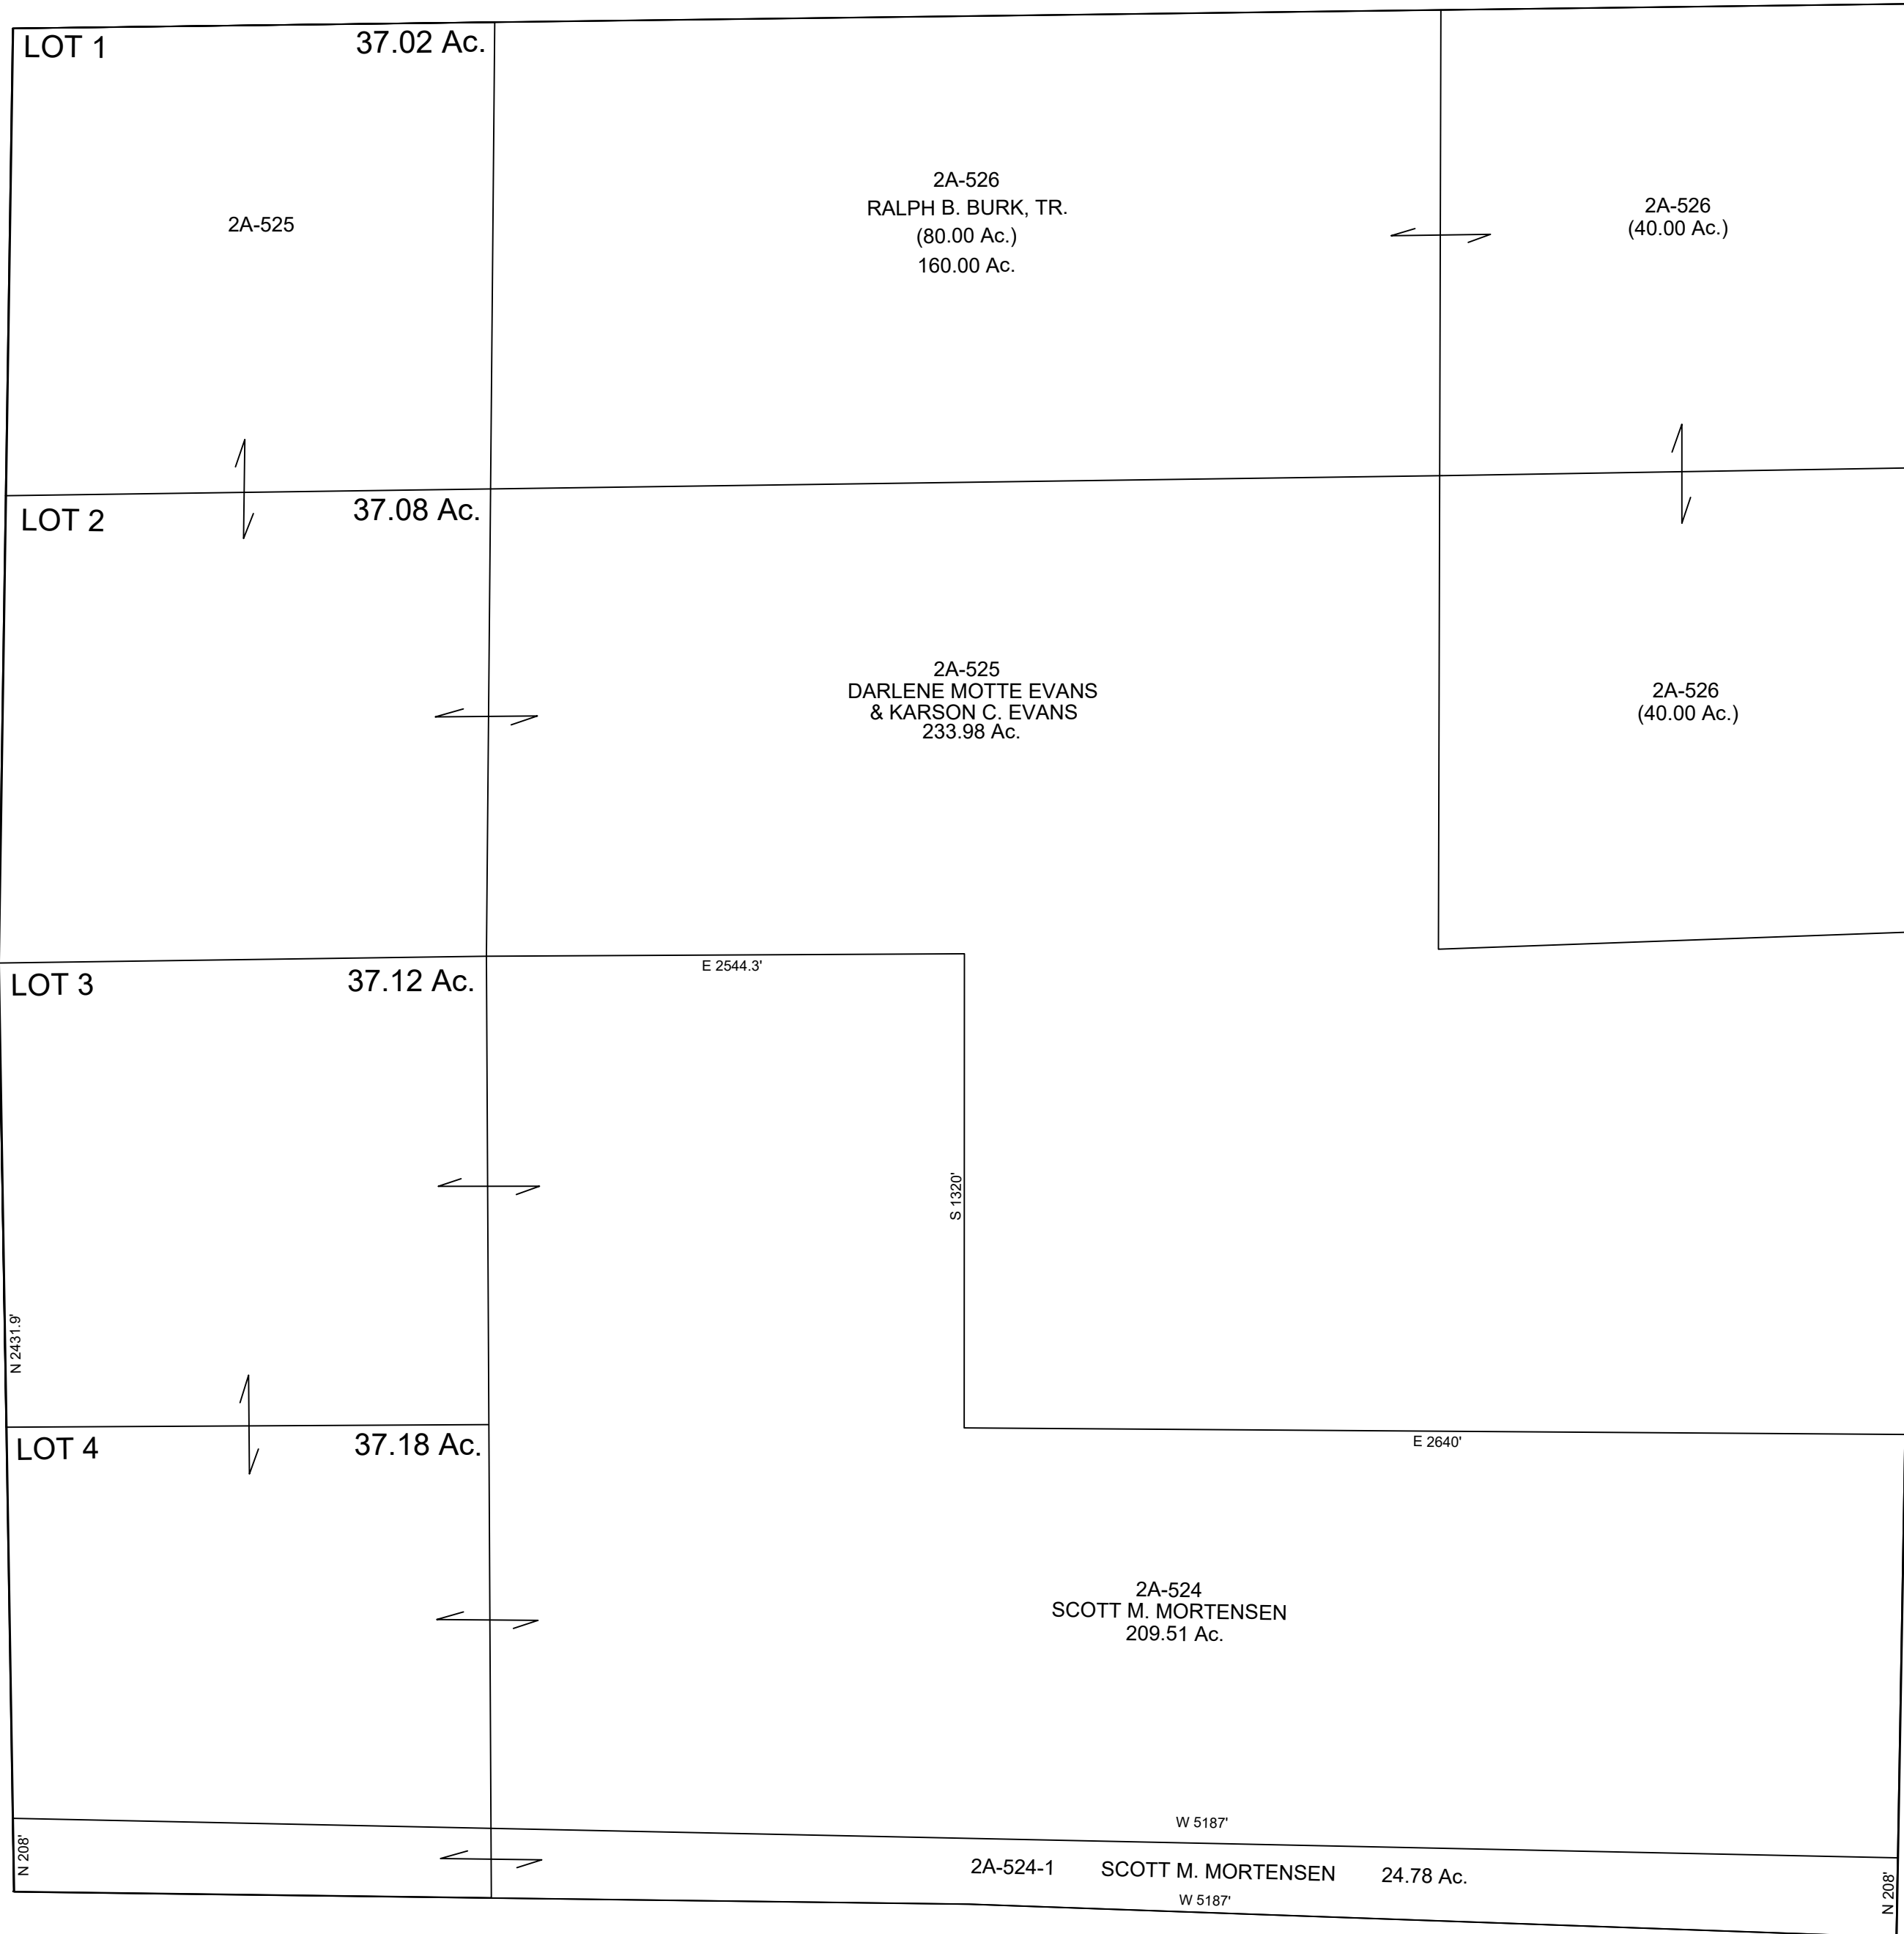 LOT 1
37.02 Ac.
2A-525
2A-526
RALPH B. BURK, TR.
(80.00 Ac.)
160.00 Ac.
2A-526
(40.00 Ac.)
LOT 2
37.08 Ac.
2A-525
DARLENE MOTTE EVANS
& KARSON C. EVANS
233.98 Ac.
2A-526
(40.00 Ac.)
LOT 3
37.12 Ac.
E 2544.3'
S 1320'
N 2431.9'
LOT 4
37.18 Ac.
E 2640'
2A-524
SCOTT M. MORTENSEN
209.51 Ac.
W 5187'
N 208'
2A-524-1 SCOTT M. MORTENSEN 24.78 Ac.
W 5187'
N 208'